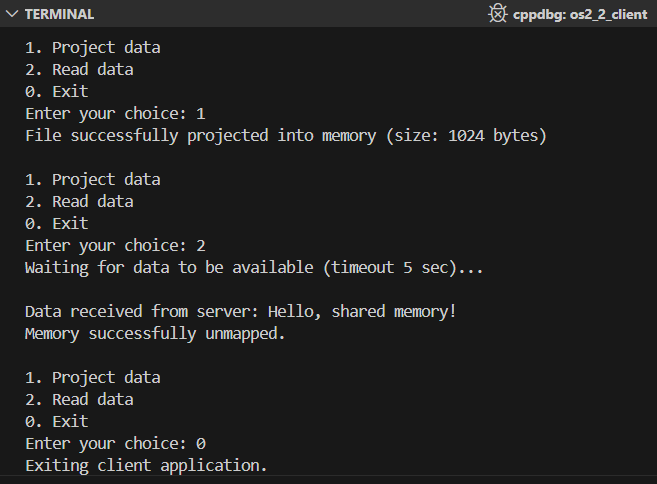 TERMINAL
cppdbg: os2_2_client
1. Project data
2. Read data
0. Exit
Enter your choice: 1
File successfully projected into memory (size: 1024 bytes)
1. Project data
2. Read data
0. Exit
Enter your choice: 2
Waiting for data to be available (timeout 5 sec)...
Data received from server: Hello, shared memory!
Memory successfully unmapped.
1. Project data
2. Read data
0. Exit
Enter your choice: 0
Exiting client application.